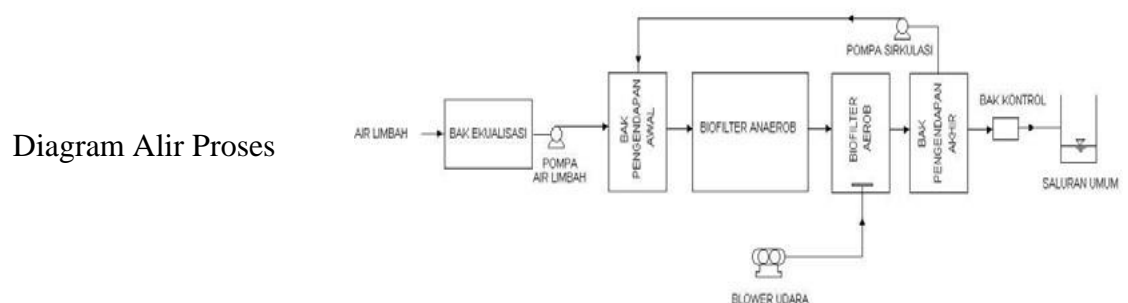 Diagram Alir Proses
POMPA SIRKULASI
AIR LIMBAH
BAK EKUALISASI
POMPA
AIR LIMBAH
BAK
PENGENDAPAN
AWAL
BIOFILTER ANAEROB
BIOFILTER
AEROB
BAK
PENGENDAPAN
AKHIR
BAK KONTROL
SALURAN UMUM
BLOWER UDARA